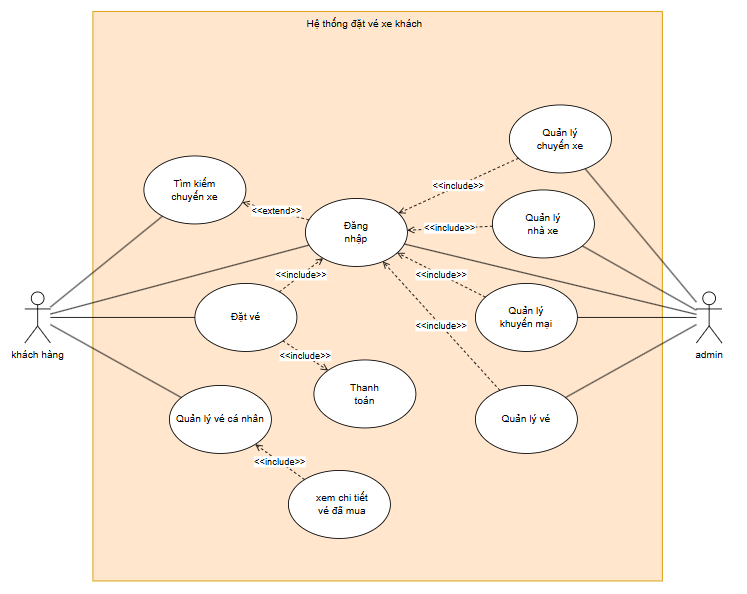 Hệ thống đặt vé xe khách
Quản lý
chuyến xe
Tìm kiếm
chuyến xe
<<include>>
<<extend>>
Đăng
nhập
Quản lý
nhà xe
<<include>>
<<include>>
<<include>>
Đặt vé
Quản lý
khuyến mại
<<include>>
khách hàng
admin
<<include>>
Thanh
toán
Quản lý vé cá nhân
Quản lý vé
<<include>>
xem chi tiết
vé đã mua